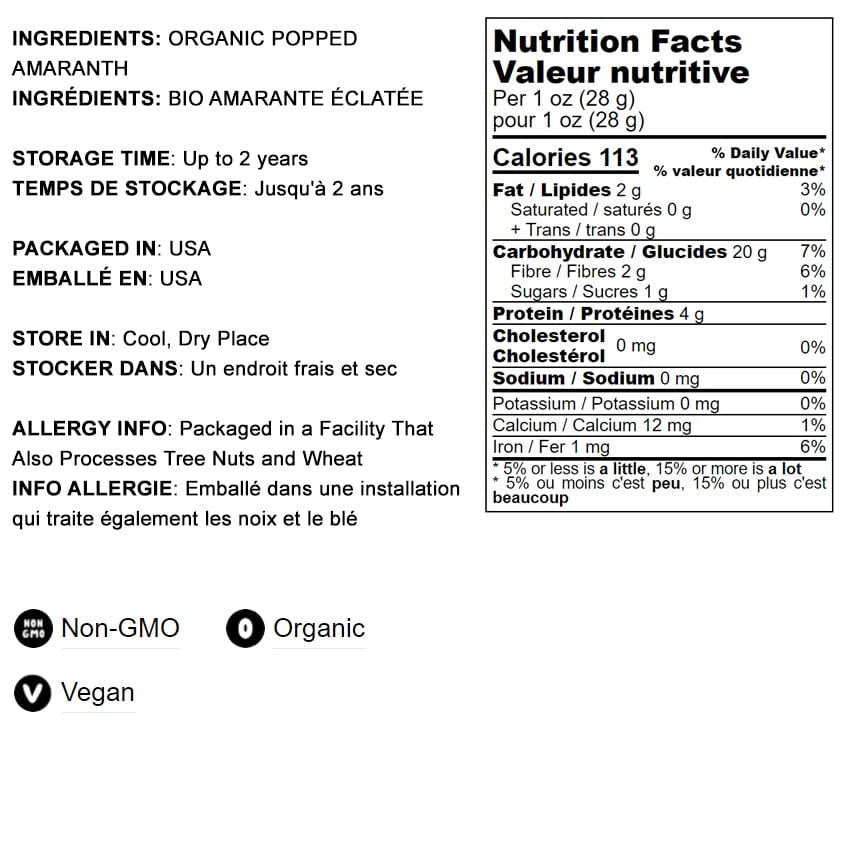 INGREDIENTS: ORGANIC POPPED
AMARANTH
INGRÉDIENTS: BIO AMARANTE ÉCLATÉE
STORAGE TIME: Up to 2 years
TEMPS DE STOCKAGE: Jusqu'à 2 ans
PACKAGED IN: USA
EMBALLÉ EN: USA
STORE IN: Cool, Dry Place
STOCKER DANS: Un endroit frais et sec
ALLERGY INFO: Packaged in a Facility That
Also Processes Tree Nuts and Wheat
INFO ALLERGIE: Emballé dans une installation
qui traite également les noix et le blé
NON GMO Non-GMO
O Organic
V Vegan
Nutrition Facts
Valeur nutritive
Per 1 oz (28 g)
pour 1 oz (28 g)
Calories 113 % Daily Value*
% valeur quotidienne*
Fat / Lipides 2 g 3%
Saturated / saturés 0 g 0%
+ Trans / trans 0 g
Carbohydrate / Glucides 20 g 7%
Fibre / Fibres 2 g 6%
Sugars / Sucres 1 g 1%
Protein / Protéines 4 g
Cholesterol
Cholestérol 0 mg 0%
Sodium / Sodium 0 mg 0%
Potassium / Potassium 0 mg 0%
Calcium / Calcium 12 mg 1%
Iron / Fer 1 mg 6%
* 5% or less is a little, 15% or more is a lot
* 5% ou moins c'est peu, 15% ou plus c'est
beaucoup